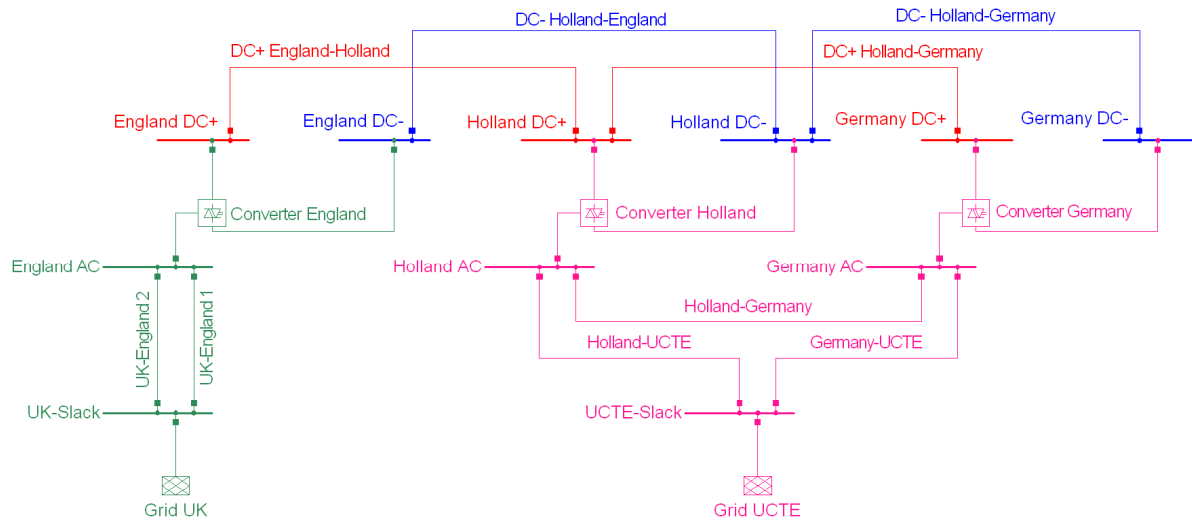 DC- Holland-England
DC- Holland-Germany
DC+ England-Holland
DC+ Holland-Germany
England DC+
England DC-
Holland DC+
Holland DC-
Germany DC+
Germany DC-
Converter England
Converter Holland
Converter Germany
England AC
Holland AC
Germany AC
UK-England 2
UK-England 1
Holland-Germany
Holland-UCTE
Germany-UCTE
UK-Slack
UCTE-Slack
Grid UK
Grid UCTE